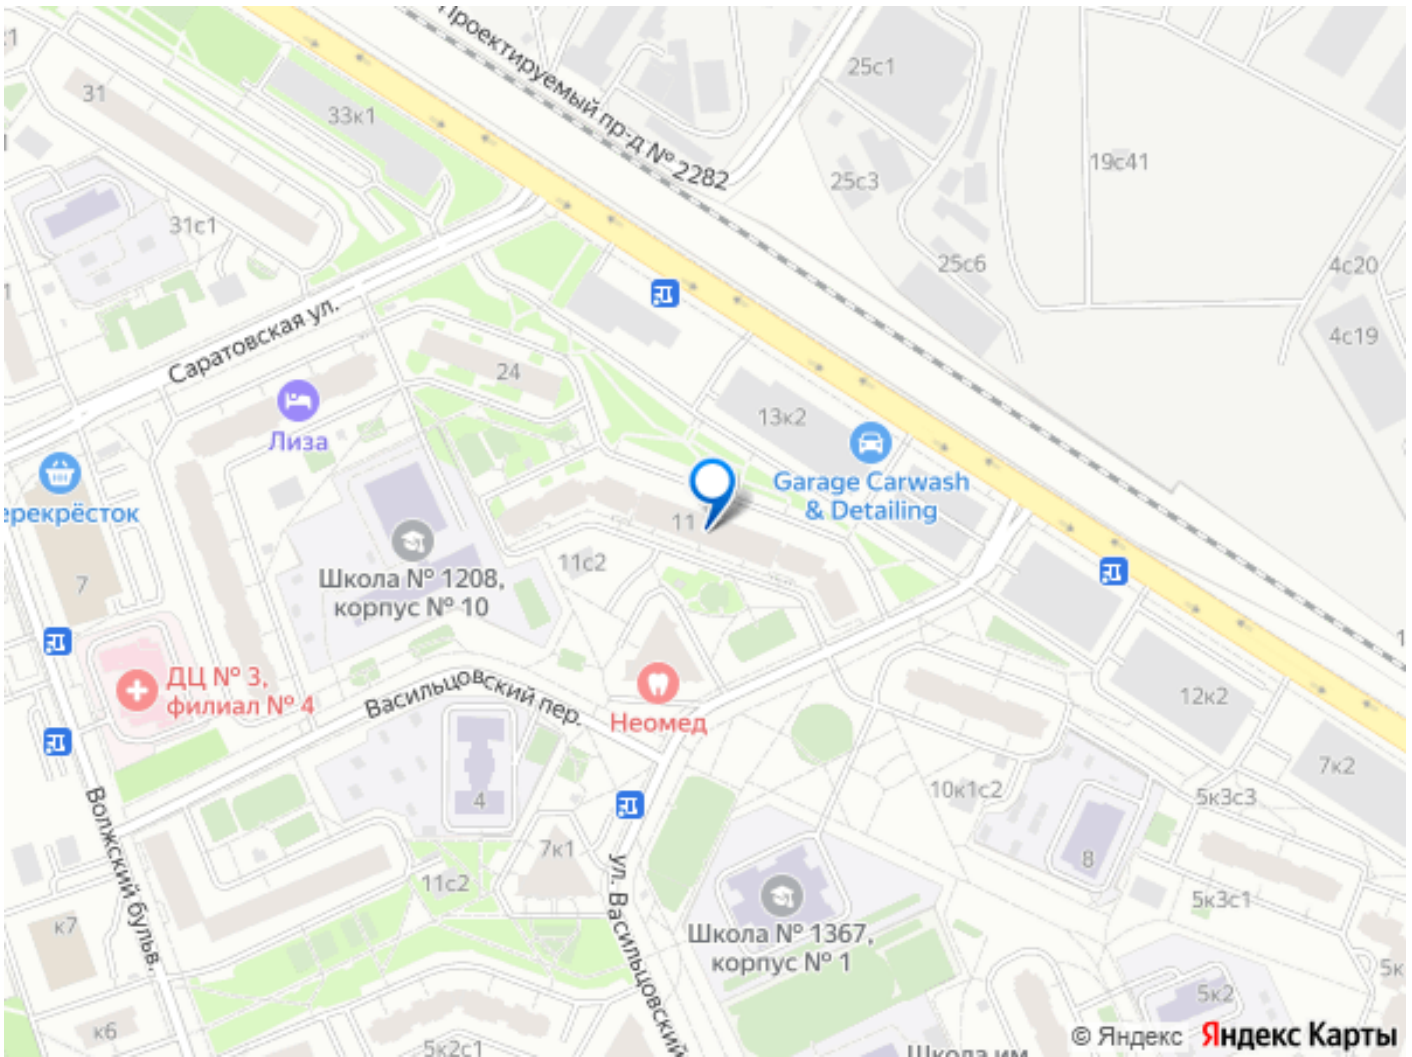 Проектируемый пр-д № 2282
25с1
31
33к1
19с41
25с3
31с1
25с6
4с20
4с19
Саратовская ул.
24
13к2
Лиза
Garage Carwash
& Detailing
11
11с2
7
Школа № 1208,
корпус № 10
ДЦ № 3,
филиал № 4
Васильцовский пер.
Неомед
12к2
7к2
10к1с2
5к3с3
4
7к1
8
11с2
Волжский бульв.
ул. Васильцовский
5к3с1
к7
Школа № 1367,
корпус № 1
5к2
к6
5к2с1
© Яндекс Яндекс Карты